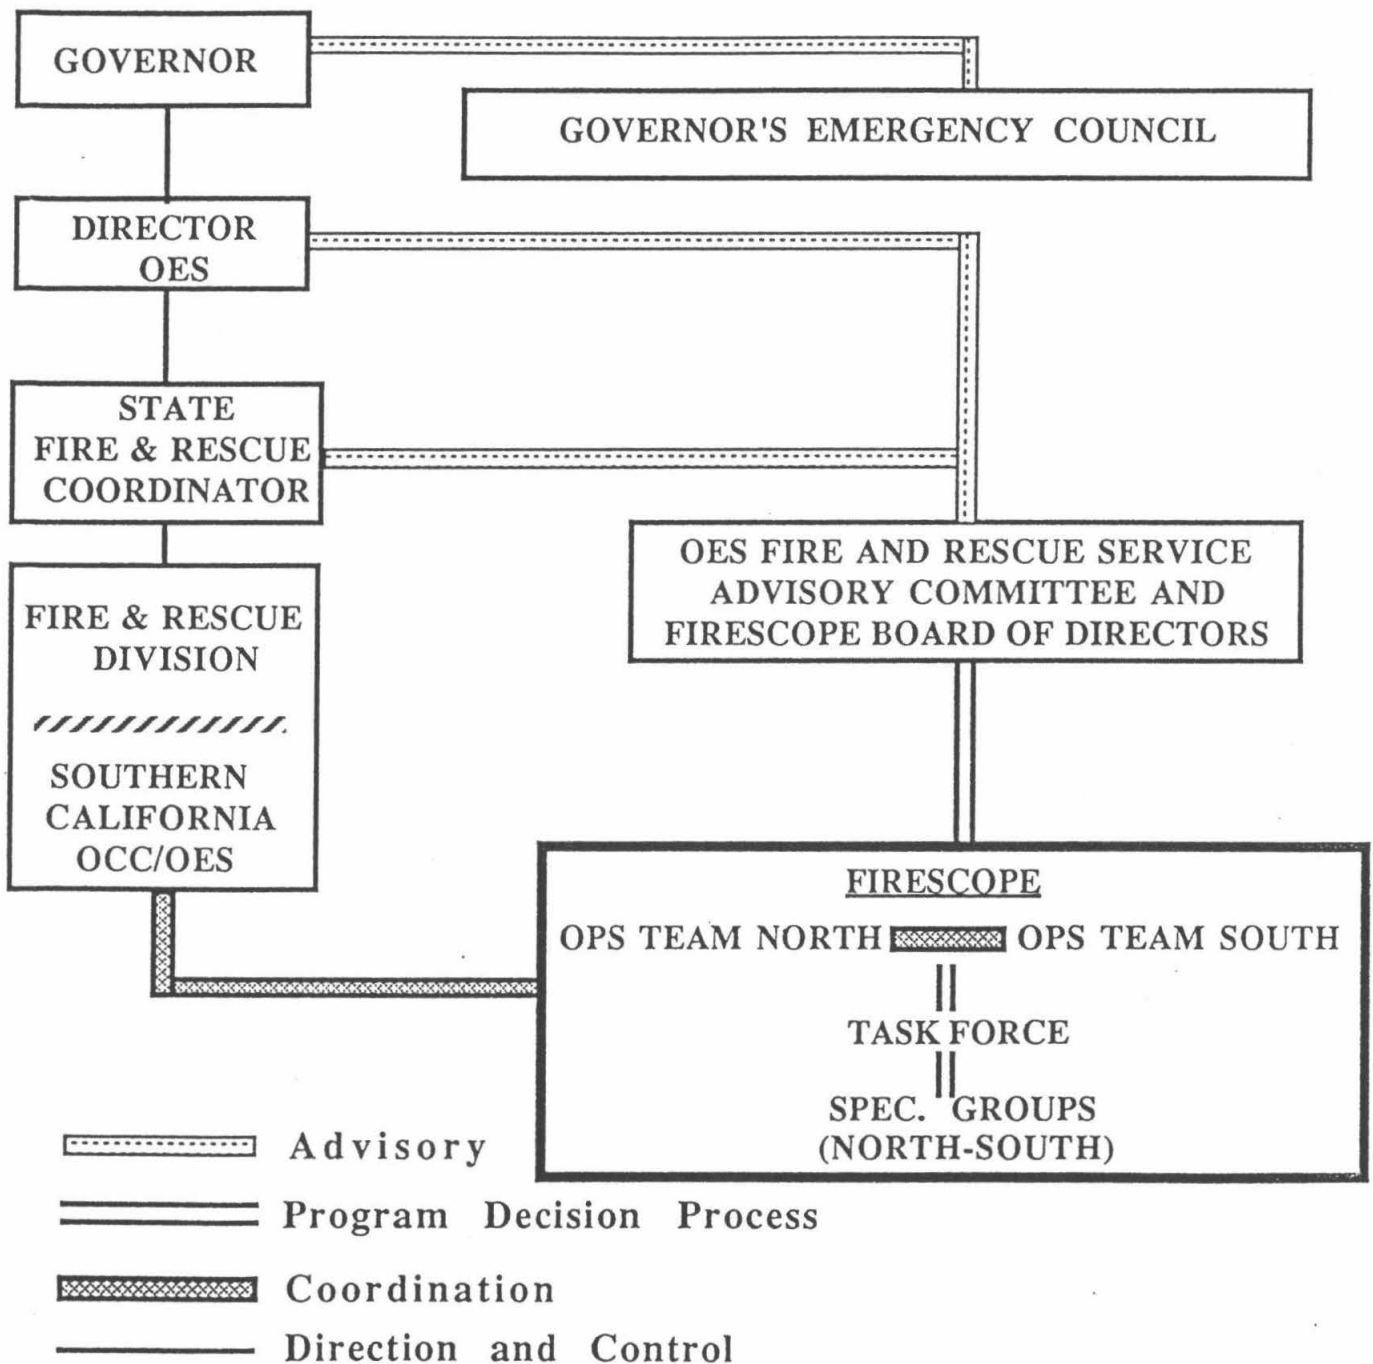 GOVERNOR
GOVERNOR'S EMERGENCY COUNCIL
DIRECTOR
OES
STATE
FIRE & RESCUE
COORDINATOR
OES FIRE AND RESCUE SERVICE
ADVISORY COMMITTEE AND
FIRESCOPE BOARD OF DIRECTORS
FIRE & RESCUE
DIVISION
SOUTHERN
CALIFORNIA
OCC/OES
FIRESCOPE
OPS TEAM NORTH OPS TEAM SOUTH
TASK FORCE
SPEC. GROUPS
(NORTH-SOUTH)
Advisory
Program Decision Process
Coordination
Direction and Control